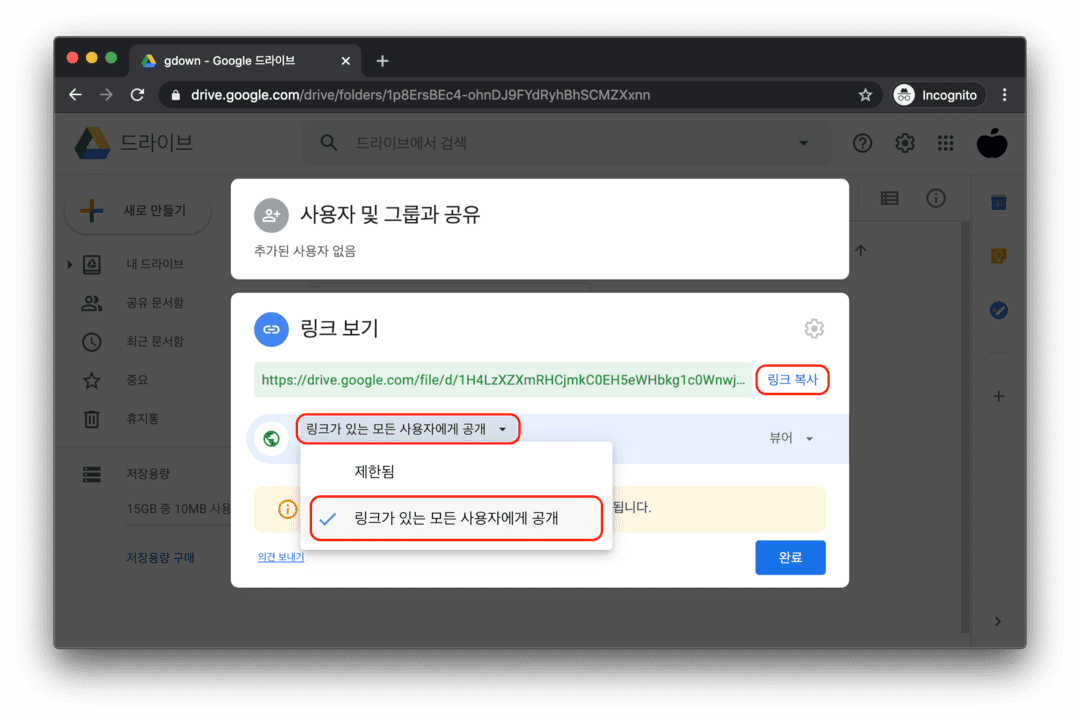 gdown - Google 드라이브
drive.google.com/drive/folders/1p8ErsBEc4-ohnDJ9FYdRyhBhSCMZXxnn
Incognito
드라이브
드라이브에서 검색
새로 만들기
내 드라이브
공유 문서함
최근 문서함
중요
휴지통
저장용량
15GB 중 10MB 사용
저장용량 구매
사용자 및 그룹과 공유
추가된 사용자 없음
링크 보기
https://drive.google.com/file/d/1H4LzXZXmRHCjmkC0EH5eWHbkg1c0Wnwj...
링크 복사
링크가 있는 모든 사용자에게 공개
뷰어
제한됨
링크가 있는 모든 사용자에게 공개
됩니다.
의견 보내기
완료